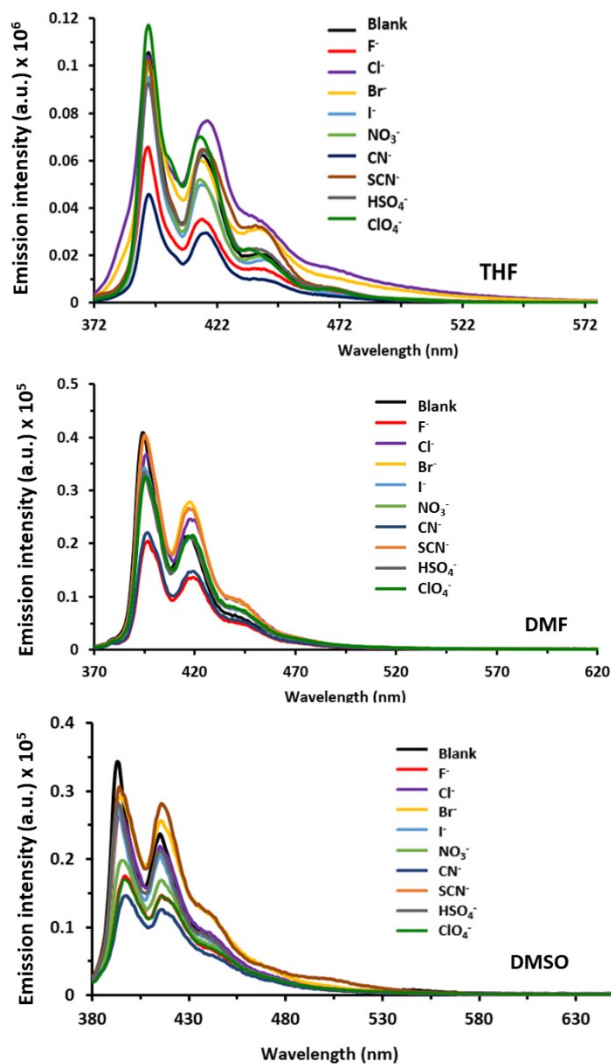 Emission intensity (a.u.) x 10⁶
0.12
0.1
0.08
0.06
0.04
0.02
0
372
422
472
522
572
Wavelength (nm)
Blank
F⁻
Cl⁻
Br⁻
I⁻
NO₃⁻
CN⁻
SCN⁻
HSO₄⁻
ClO₄⁻
THF
Emission intensity (a.u.) x 10⁵
0.5
0.4
0.3
0.2
0.1
0
370
420
470
520
570
620
Wavelength (nm)
Blank
F⁻
Cl⁻
Br⁻
I⁻
NO₃⁻
CN⁻
SCN⁻
HSO₄⁻
ClO₄⁻
DMF
Emission intensity (a.u.) x 10⁵
0.4
0.3
0.2
0.1
0
380
430
480
530
580
630
Wavelength (nm)
Blank
F⁻
Cl⁻
Br⁻
I⁻
NO₃⁻
CN⁻
SCN⁻
HSO₄⁻
ClO₄⁻
DMSO